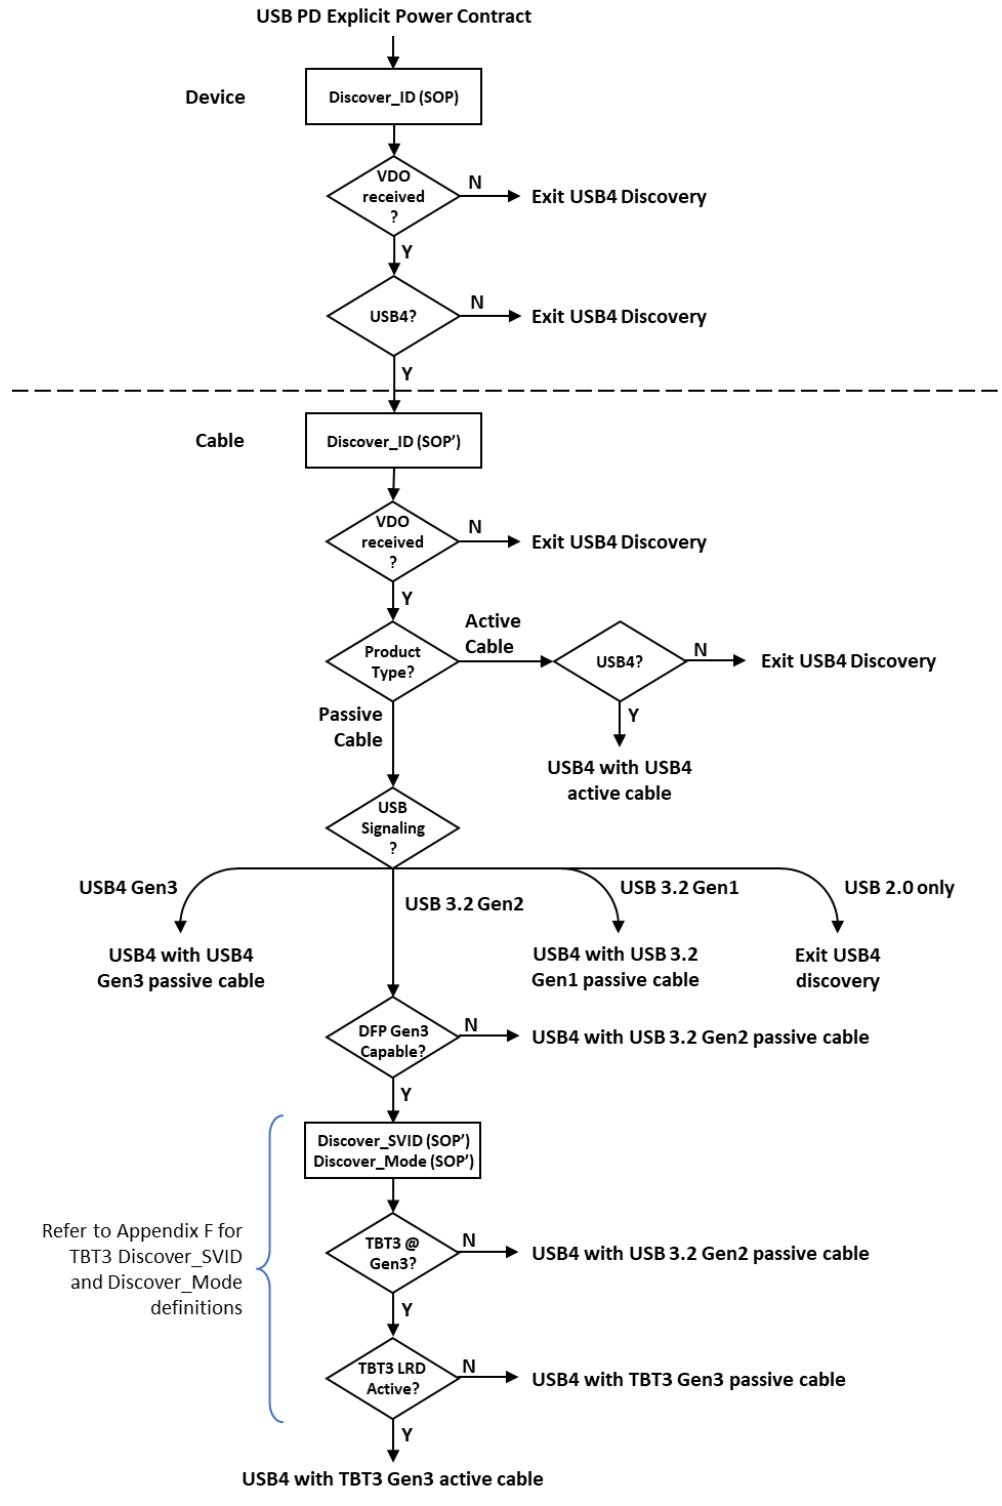 USB PD Explicit Power Contract
Device
Discover_ID (SOP)
VDO
received
?
N
Exit USB4 Discovery
Y
USB4?
N
Exit USB4 Discovery
Y
Cable
Discover_ID (SOP’)
VDO
received
?
N
Exit USB4 Discovery
Y
Product
Type?
Active
Cable
USB4?
N
Exit USB4 Discovery
Y
USB4 with USB4
active cable
Passive
Cable
USB
Signaling
?
USB4 Gen3
USB 3.2 Gen2
USB 3.2 Gen1
USB 2.0 only
USB4 with USB4
Gen3 passive cable
USB4 with USB 3.2
Gen1 passive cable
Exit USB4
discovery
DFP Gen3
Capable?
N
USB4 with USB 3.2 Gen2 passive cable
Y
Discover_SVID (SOP’)
Discover_Mode (SOP’)
Refer to Appendix F for
TBT3 Discover_SVID
and Discover_Mode
definitions
TBT3 @
Gen3?
N
USB4 with USB 3.2 Gen2 passive cable
Y
TBT3 LRD
Active?
N
USB4 with TBT3 Gen3 passive cable
Y
USB4 with TBT3 Gen3 active cable